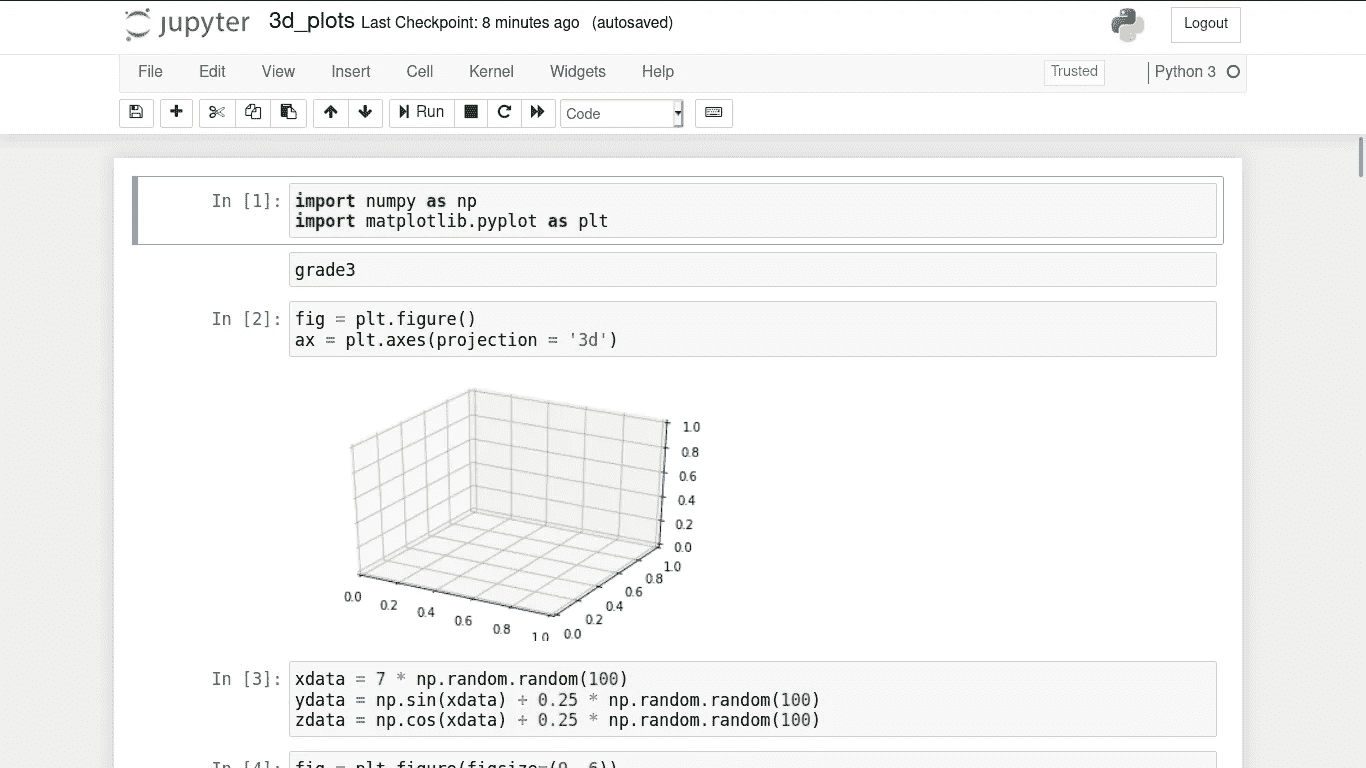 jupyter 3d_plots Last Checkpoint: 8 minutes ago (autosaved) Logout
File Edit View Insert Cell Kernel Widgets Help Trusted Python 3
Run Code
In [1]: import numpy as np
import matplotlib.pyplot as plt
grade3
In [2]: fig = plt.figure()
ax = plt.axes(projection = '3d')
1.0
0.8
0.6
0.4
0.2
0.0
1.0
0.8
0.6
0.4
0.2
0.0
0.0
0.2
0.4
0.6
0.8
1.0
In [3]: xdata = 7 * np.random.random(100)
ydata = np.sin(xdata) + 0.25 * np.random.random(100)
zdata = np.cos(xdata) + 0.25 * np.random.random(100)
In [4]: fig = plt.figure(figsize=(9, 6))